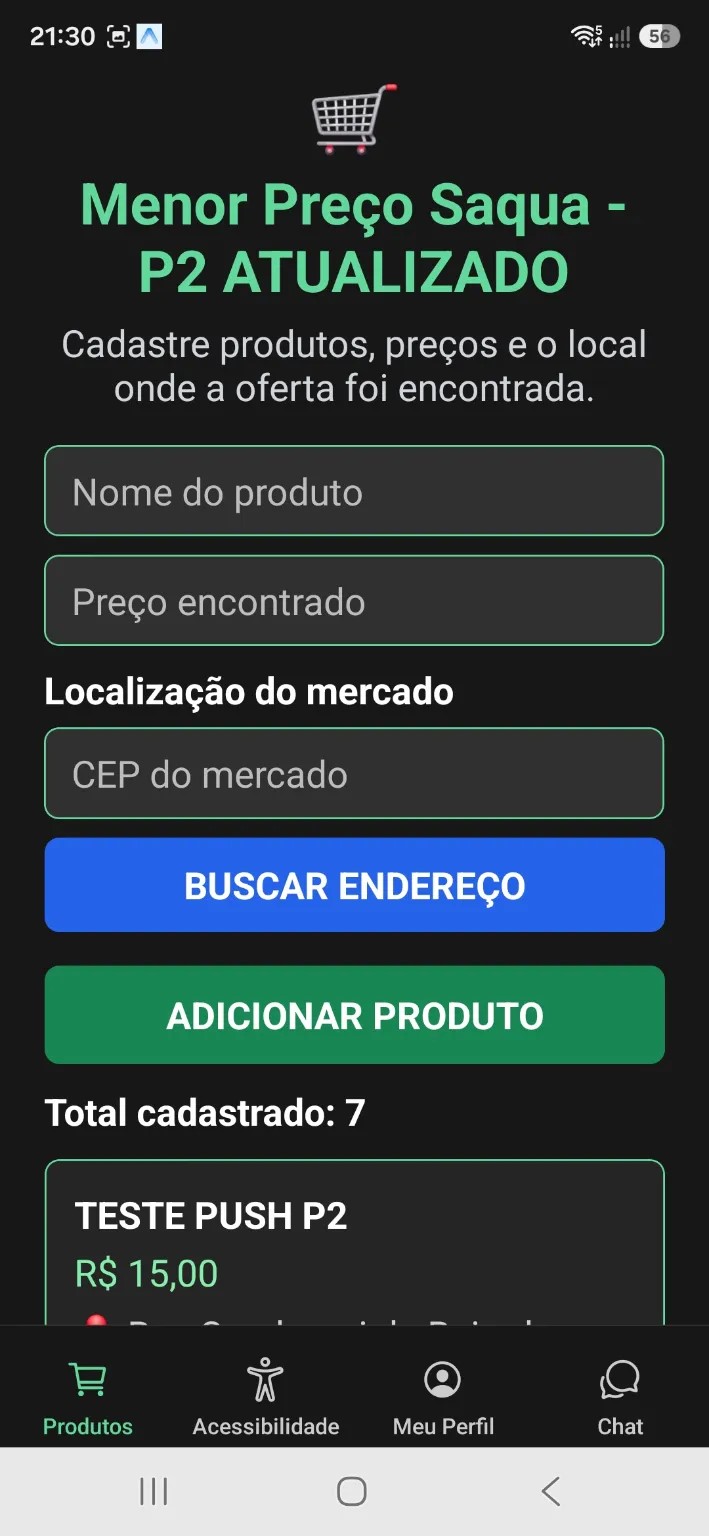 21:30
5
56
Menor Preço Saqua -
P2 ATUALIZADO
Cadastre produtos, preços e o local
onde a oferta foi encontrada.
Nome do produto
Preço encontrado
Localização do mercado
CEP do mercado
BUSCAR ENDEREÇO
ADICIONAR PRODUTO
Total cadastrado: 7
TESTE PUSH P2
R$ 15,00
Produtos
Acessibilidade
Meu Perfil
Chat